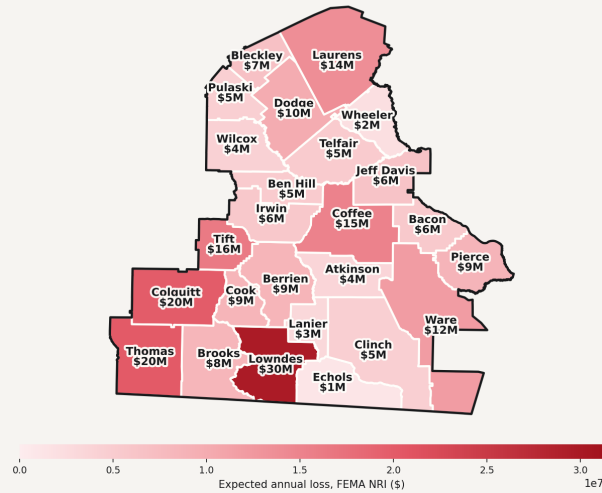 Bleckley
$7M
Laurens
$14M
Pulaski
$5M
Dodge
$10M
Wheeler
$2M
Wilcox
$4M
Telfair
$5M
Jeff Davis
$6M
Ben Hill
$5M
Irwin
$6M
Coffee
$15M
Bacon
$6M
Tift
$16M
Pierce
$9M
Atkinson
$4M
Berrien
$9M
Colquitt
$20M
Cook
$9M
Ware
$12M
Lanier
$3M
Clinch
$5M
Thomas
$20M
Brooks
$8M
Lowndes
$30M
Echols
$1M
0.0 0.5 1.0 1.5 2.0 2.5 3.0
1e7
Expected annual loss, FEMA NRI ($)